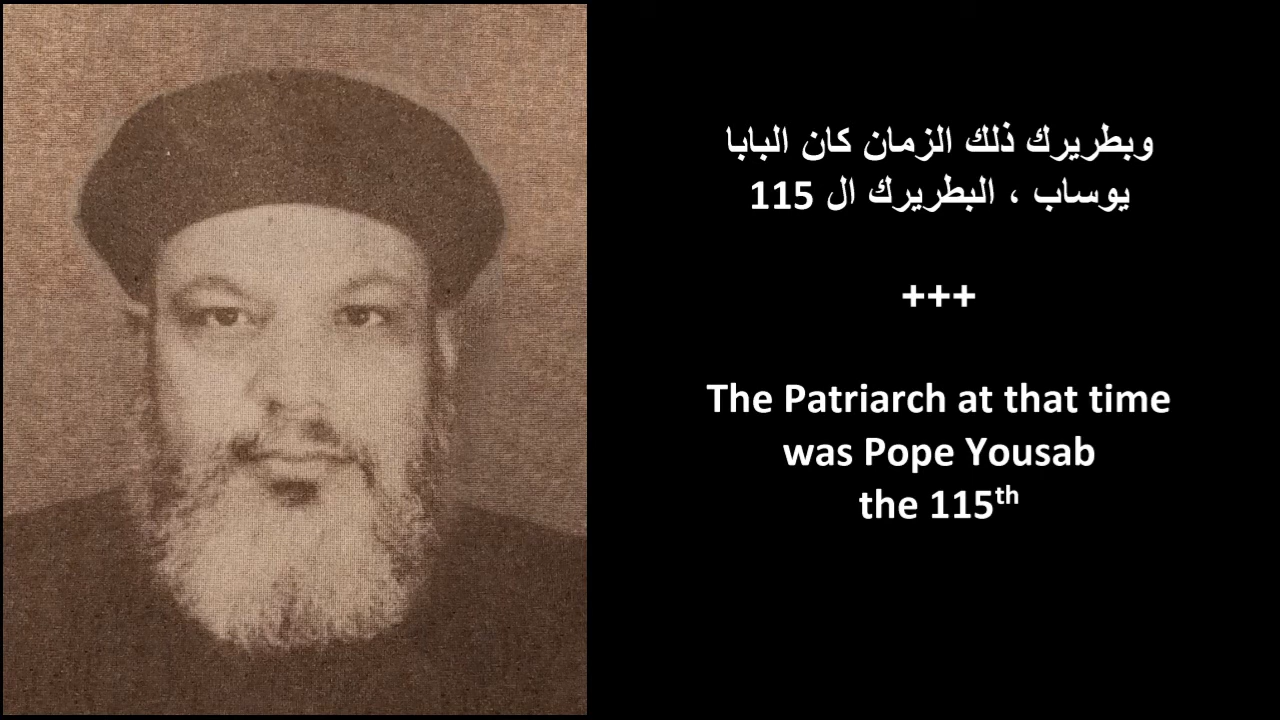 وبطريرك ذلك الزمان كان البابا
يوساب ، البطريرك ال 115
+++
The Patriarch at that time
was Pope Yousab
the 115th